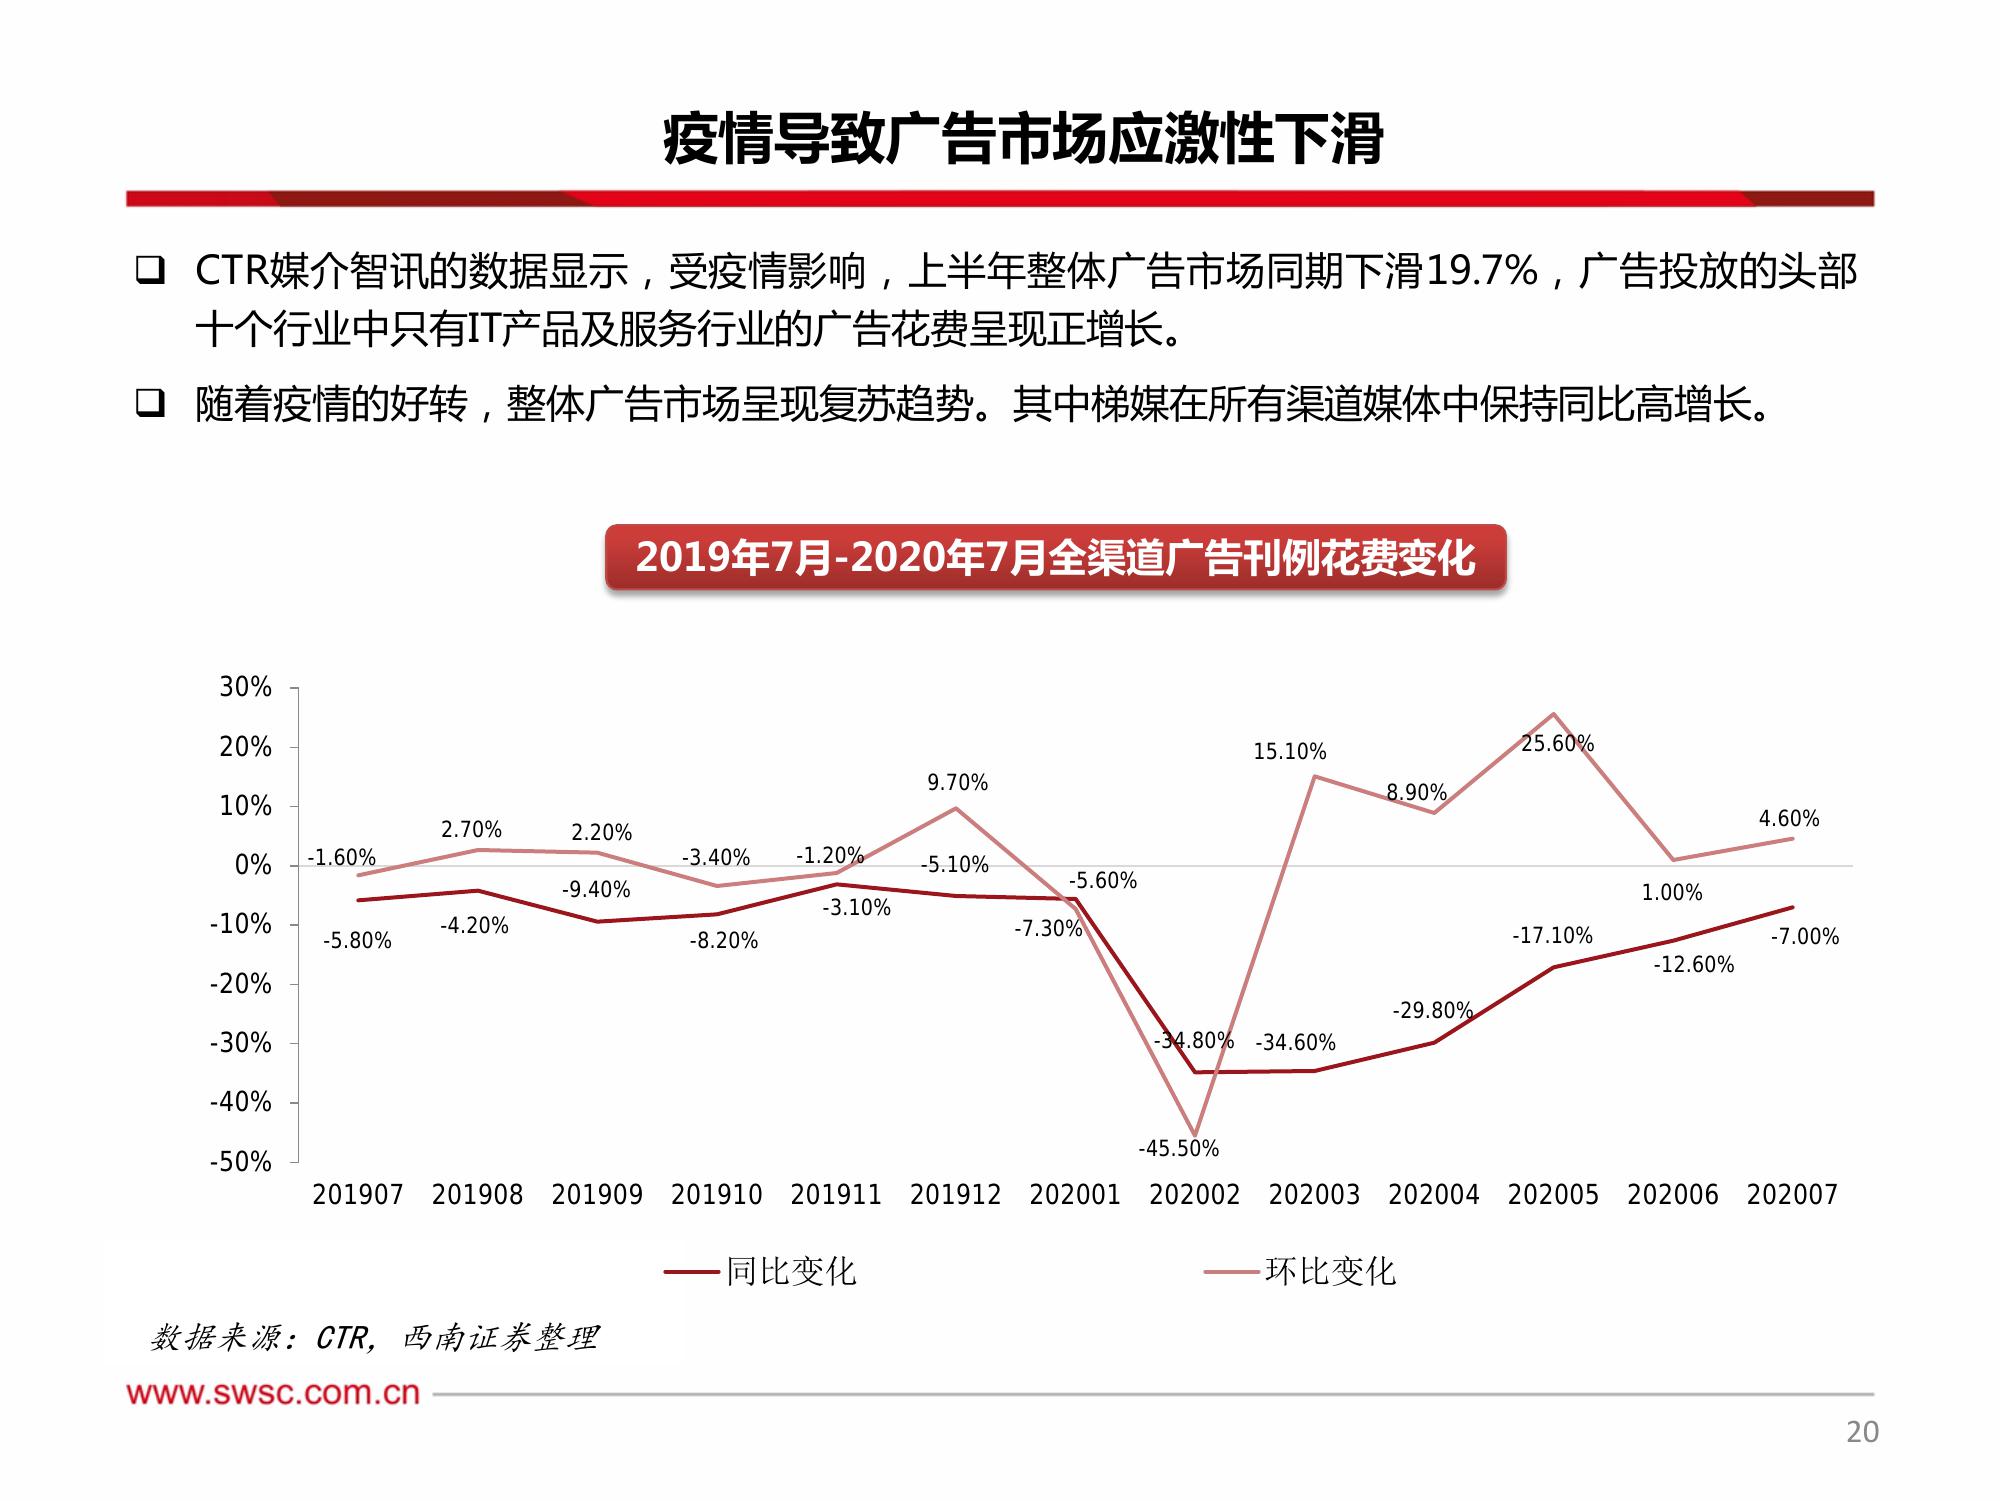 疫情导致广告市场应激性下滑
❑ CTR媒介智讯的数据显示，受疫情影响，上半年整体广告市场同期下滑19.7%，广告投放的头部
十个行业中只有IT产品及服务行业的广告花费呈现正增长。
❑ 随着疫情的好转，整体广告市场呈现复苏趋势。其中梯媒在所有渠道媒体中保持同比高增长。
2019年7月-2020年7月全渠道广告刊例花费变化
30%
20%
10%
0%
-10%
-20%
-30%
-40%
-50%
-1.60% 2.70% 2.20% -3.40% -1.20% 9.70% -7.30% -45.50% 15.10% 8.90% 25.60% 1.00% 4.60%
-5.80% -4.20% -9.40% -8.20% -3.10% -5.10% -5.60% -34.80% -34.60% -29.80% -17.10% -12.60% -7.00%
201907 201908 201909 201910 201911 201912 202001 202002 202003 202004 202005 202006 202007
同比变化 环比变化
数据来源：CTR，西南证券整理
www.swsc.com.cn
20